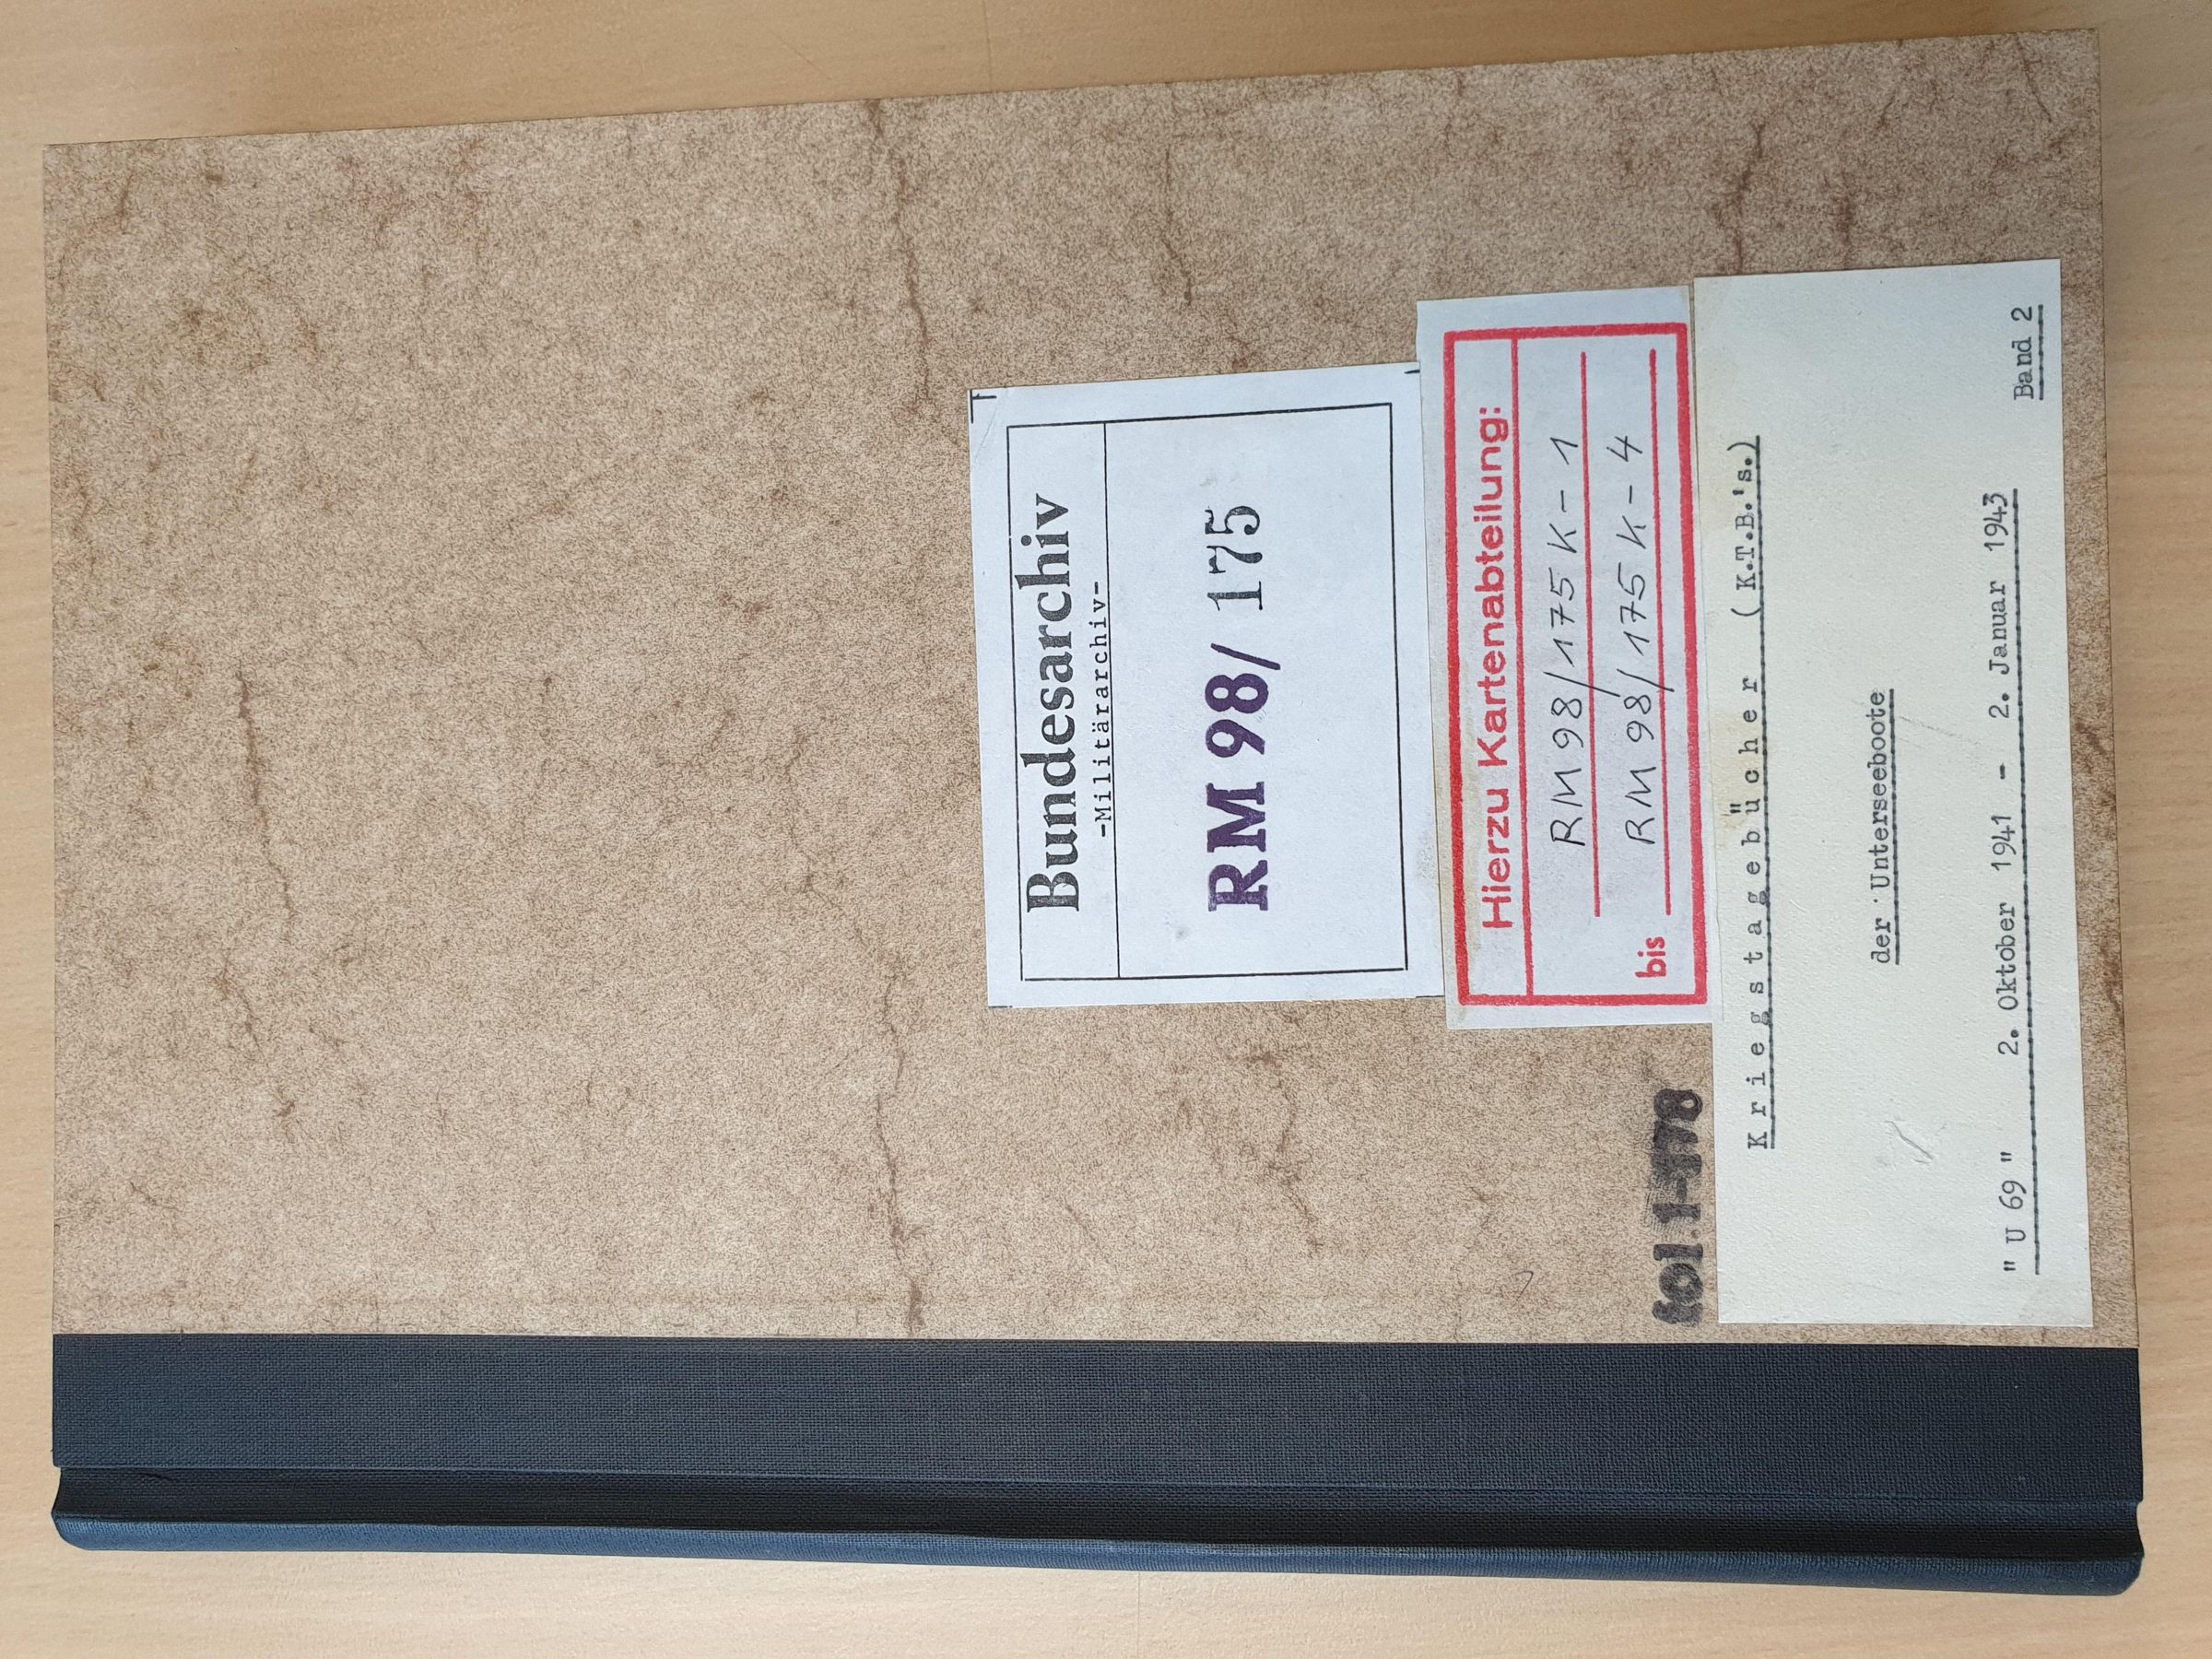 Bundesarchiv
-Militärarchiv-
RM 98/ 175
Hierzu Kartenabteilung:
RM 98/175 K - 1
bis RM 98/175 K - 4
fol.1-
Kriegstagebücher (K.T.B.'s.)
der Unterseeboote
"U 69" 2. Oktober 1941 - 2. Januar 1943 Band 2